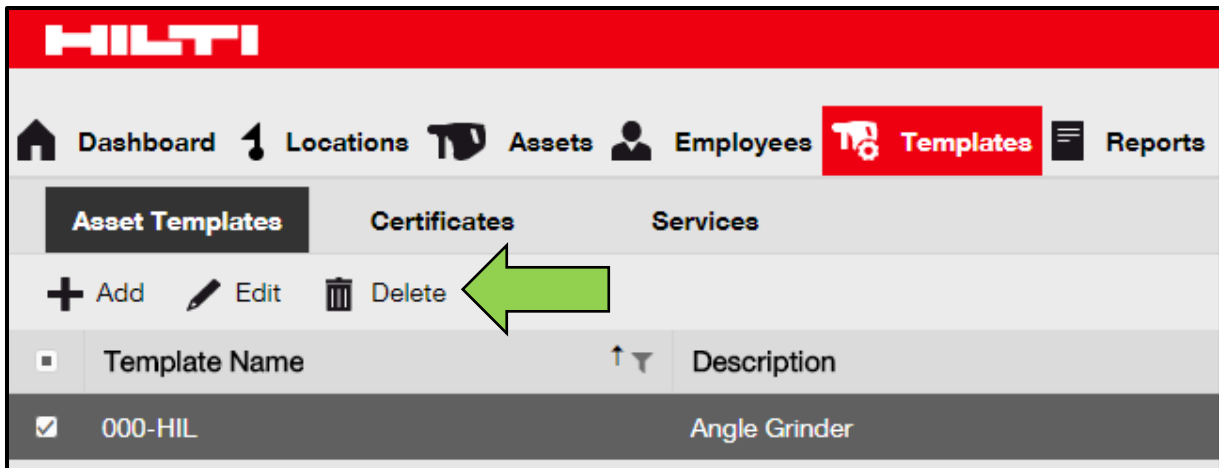 HILTI
Dashboard Locations Assets Employees Templates Reports
Asset Templates Certificates Services
Add Edit Delete
Template Name Description
000-HIL Angle Grinder